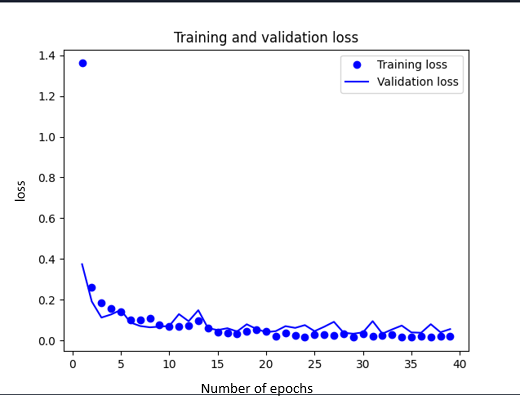 Training and validation loss
1.4
1.2
1.0
0.8
0.6
0.4
0.2
0.0
loss
Training loss
Validation loss
0 5 10 15 20 25 30 35 40
Number of epochs